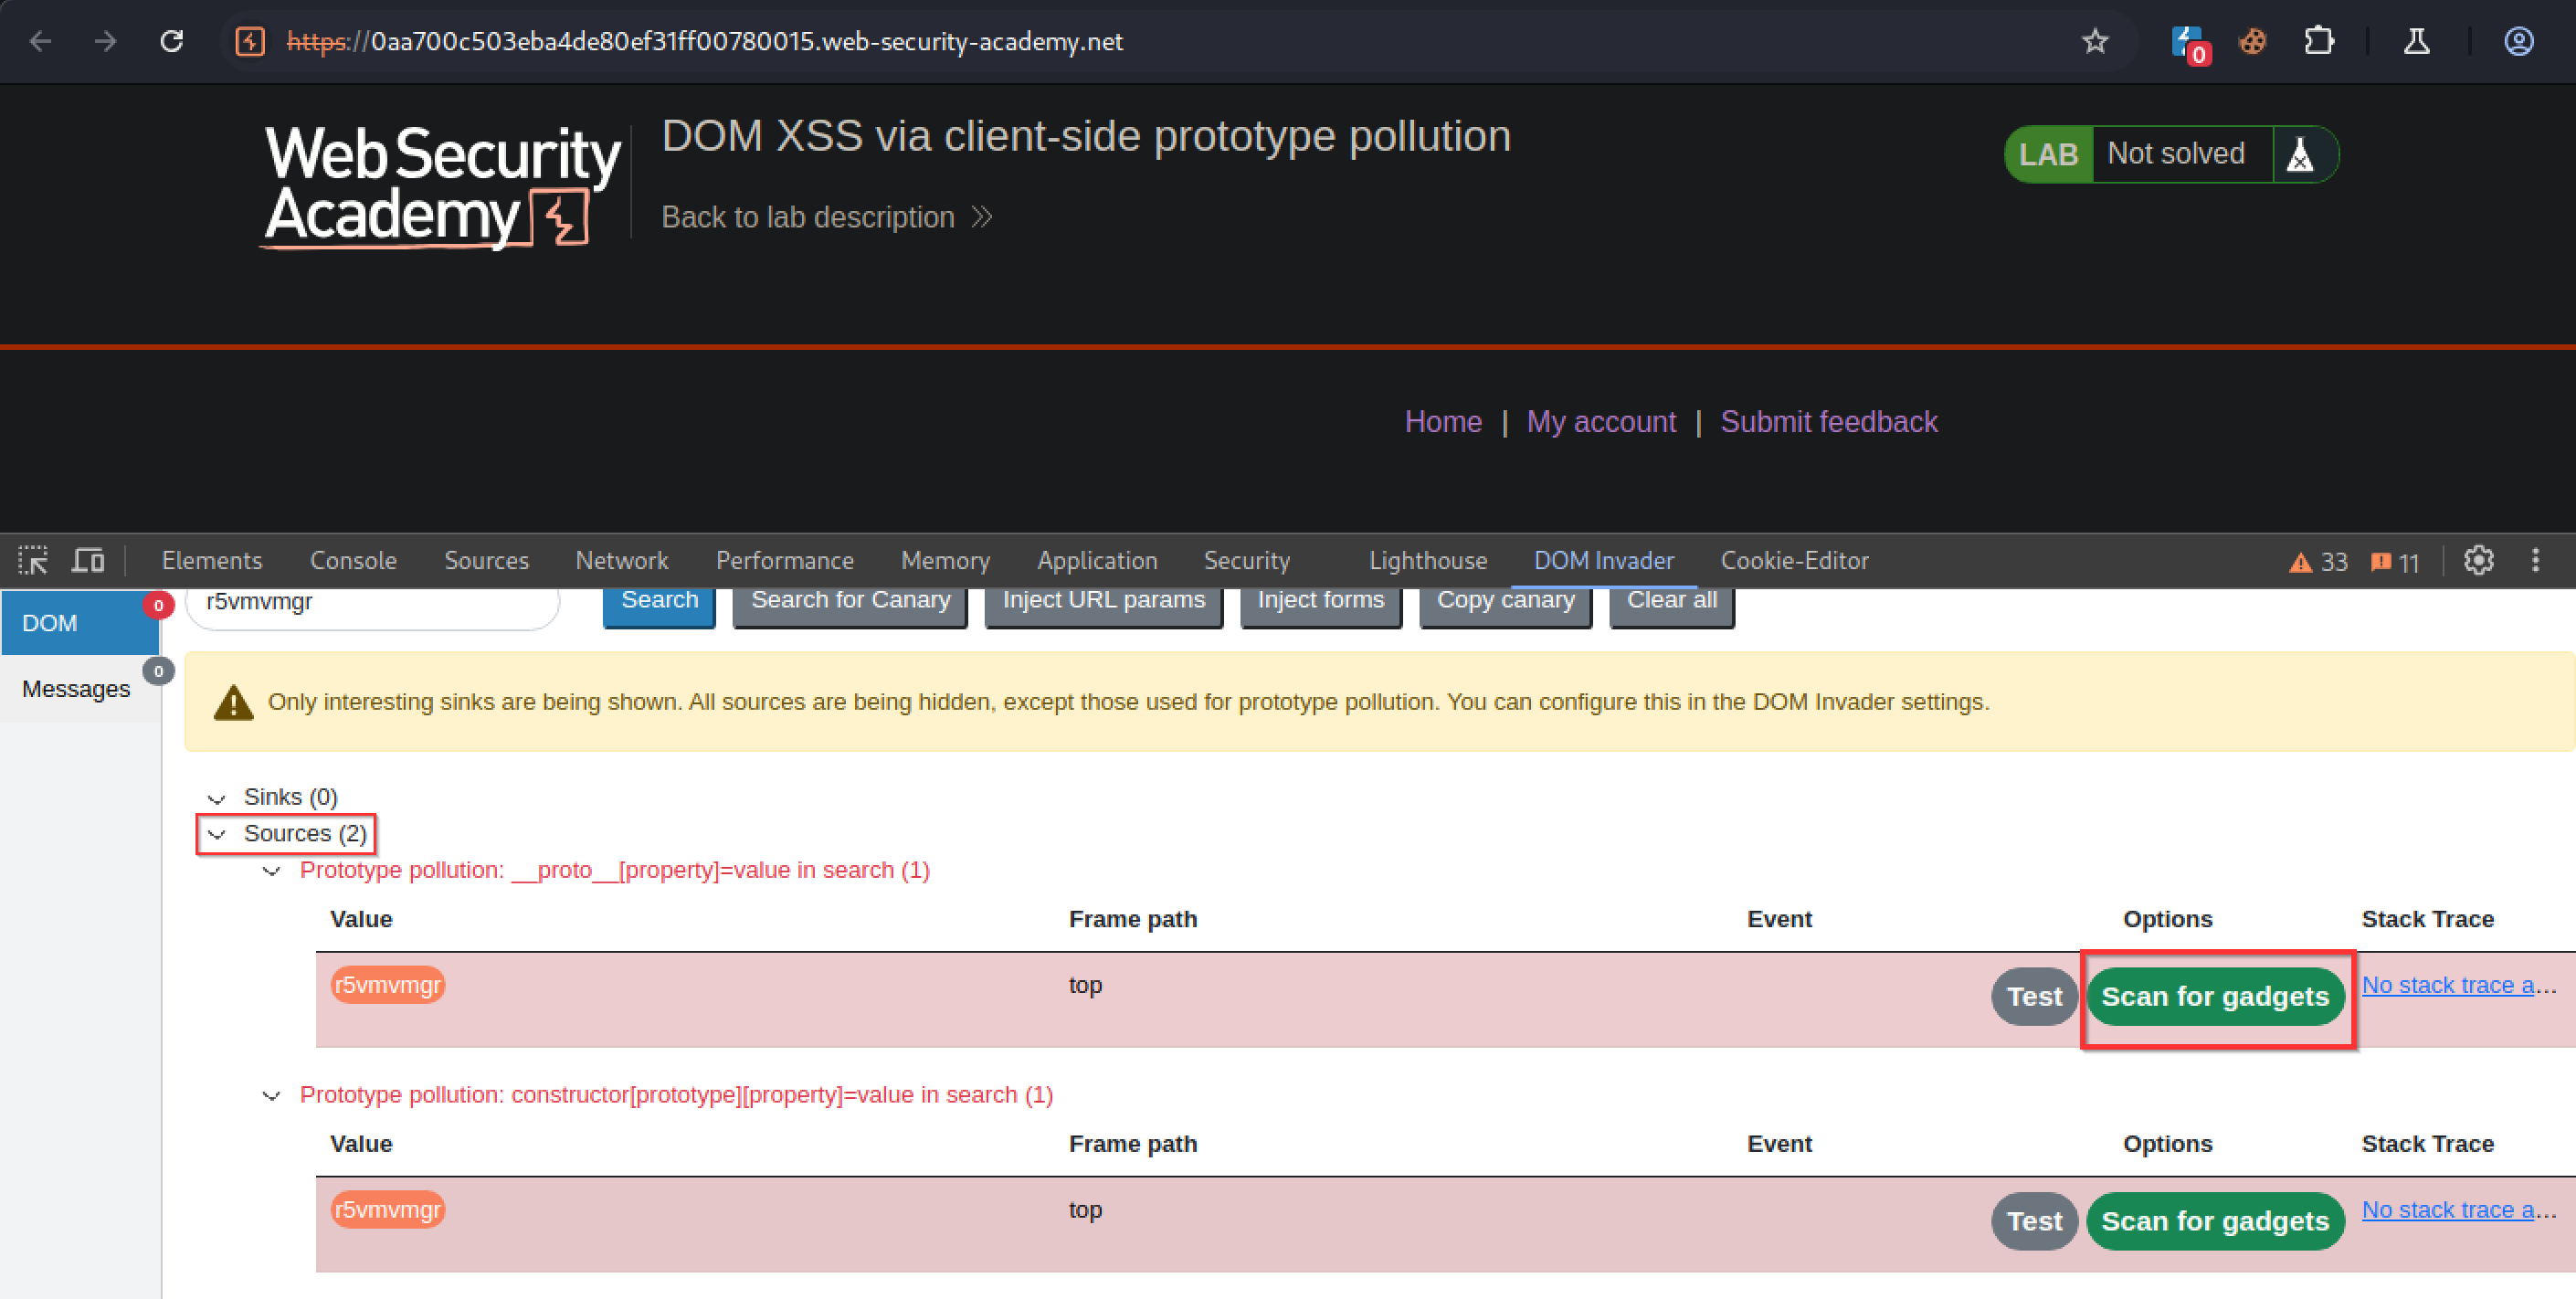 https://0aa700c503eba4de80ef31ff00780015.web-security-academy.net
0
Web Security
Academy
DOM XSS via client-side prototype pollution
Back to lab description
LAB Not solved
Home | My account | Submit feedback
Elements Console Sources Network Performance Memory Application Security Lighthouse DOM Invader Cookie-Editor 33 11
DOM 0
Messages 0
r5vmvmgr Search Search for Canary Inject URL params Inject forms Copy canary Clear all
Only interesting sinks are being shown. All sources are being hidden, except those used for prototype pollution. You can configure this in the DOM Invader settings.
Sinks (0)
Sources (2)
Prototype pollution: __proto__[property]=value in search (1)
Value Frame path Event Options Stack Trace
r5vmvmgr top Test Scan for gadgets No stack trace a...
Prototype pollution: constructor[prototype][property]=value in search (1)
Value Frame path Event Options Stack Trace
r5vmvmgr top Test Scan for gadgets No stack trace a...